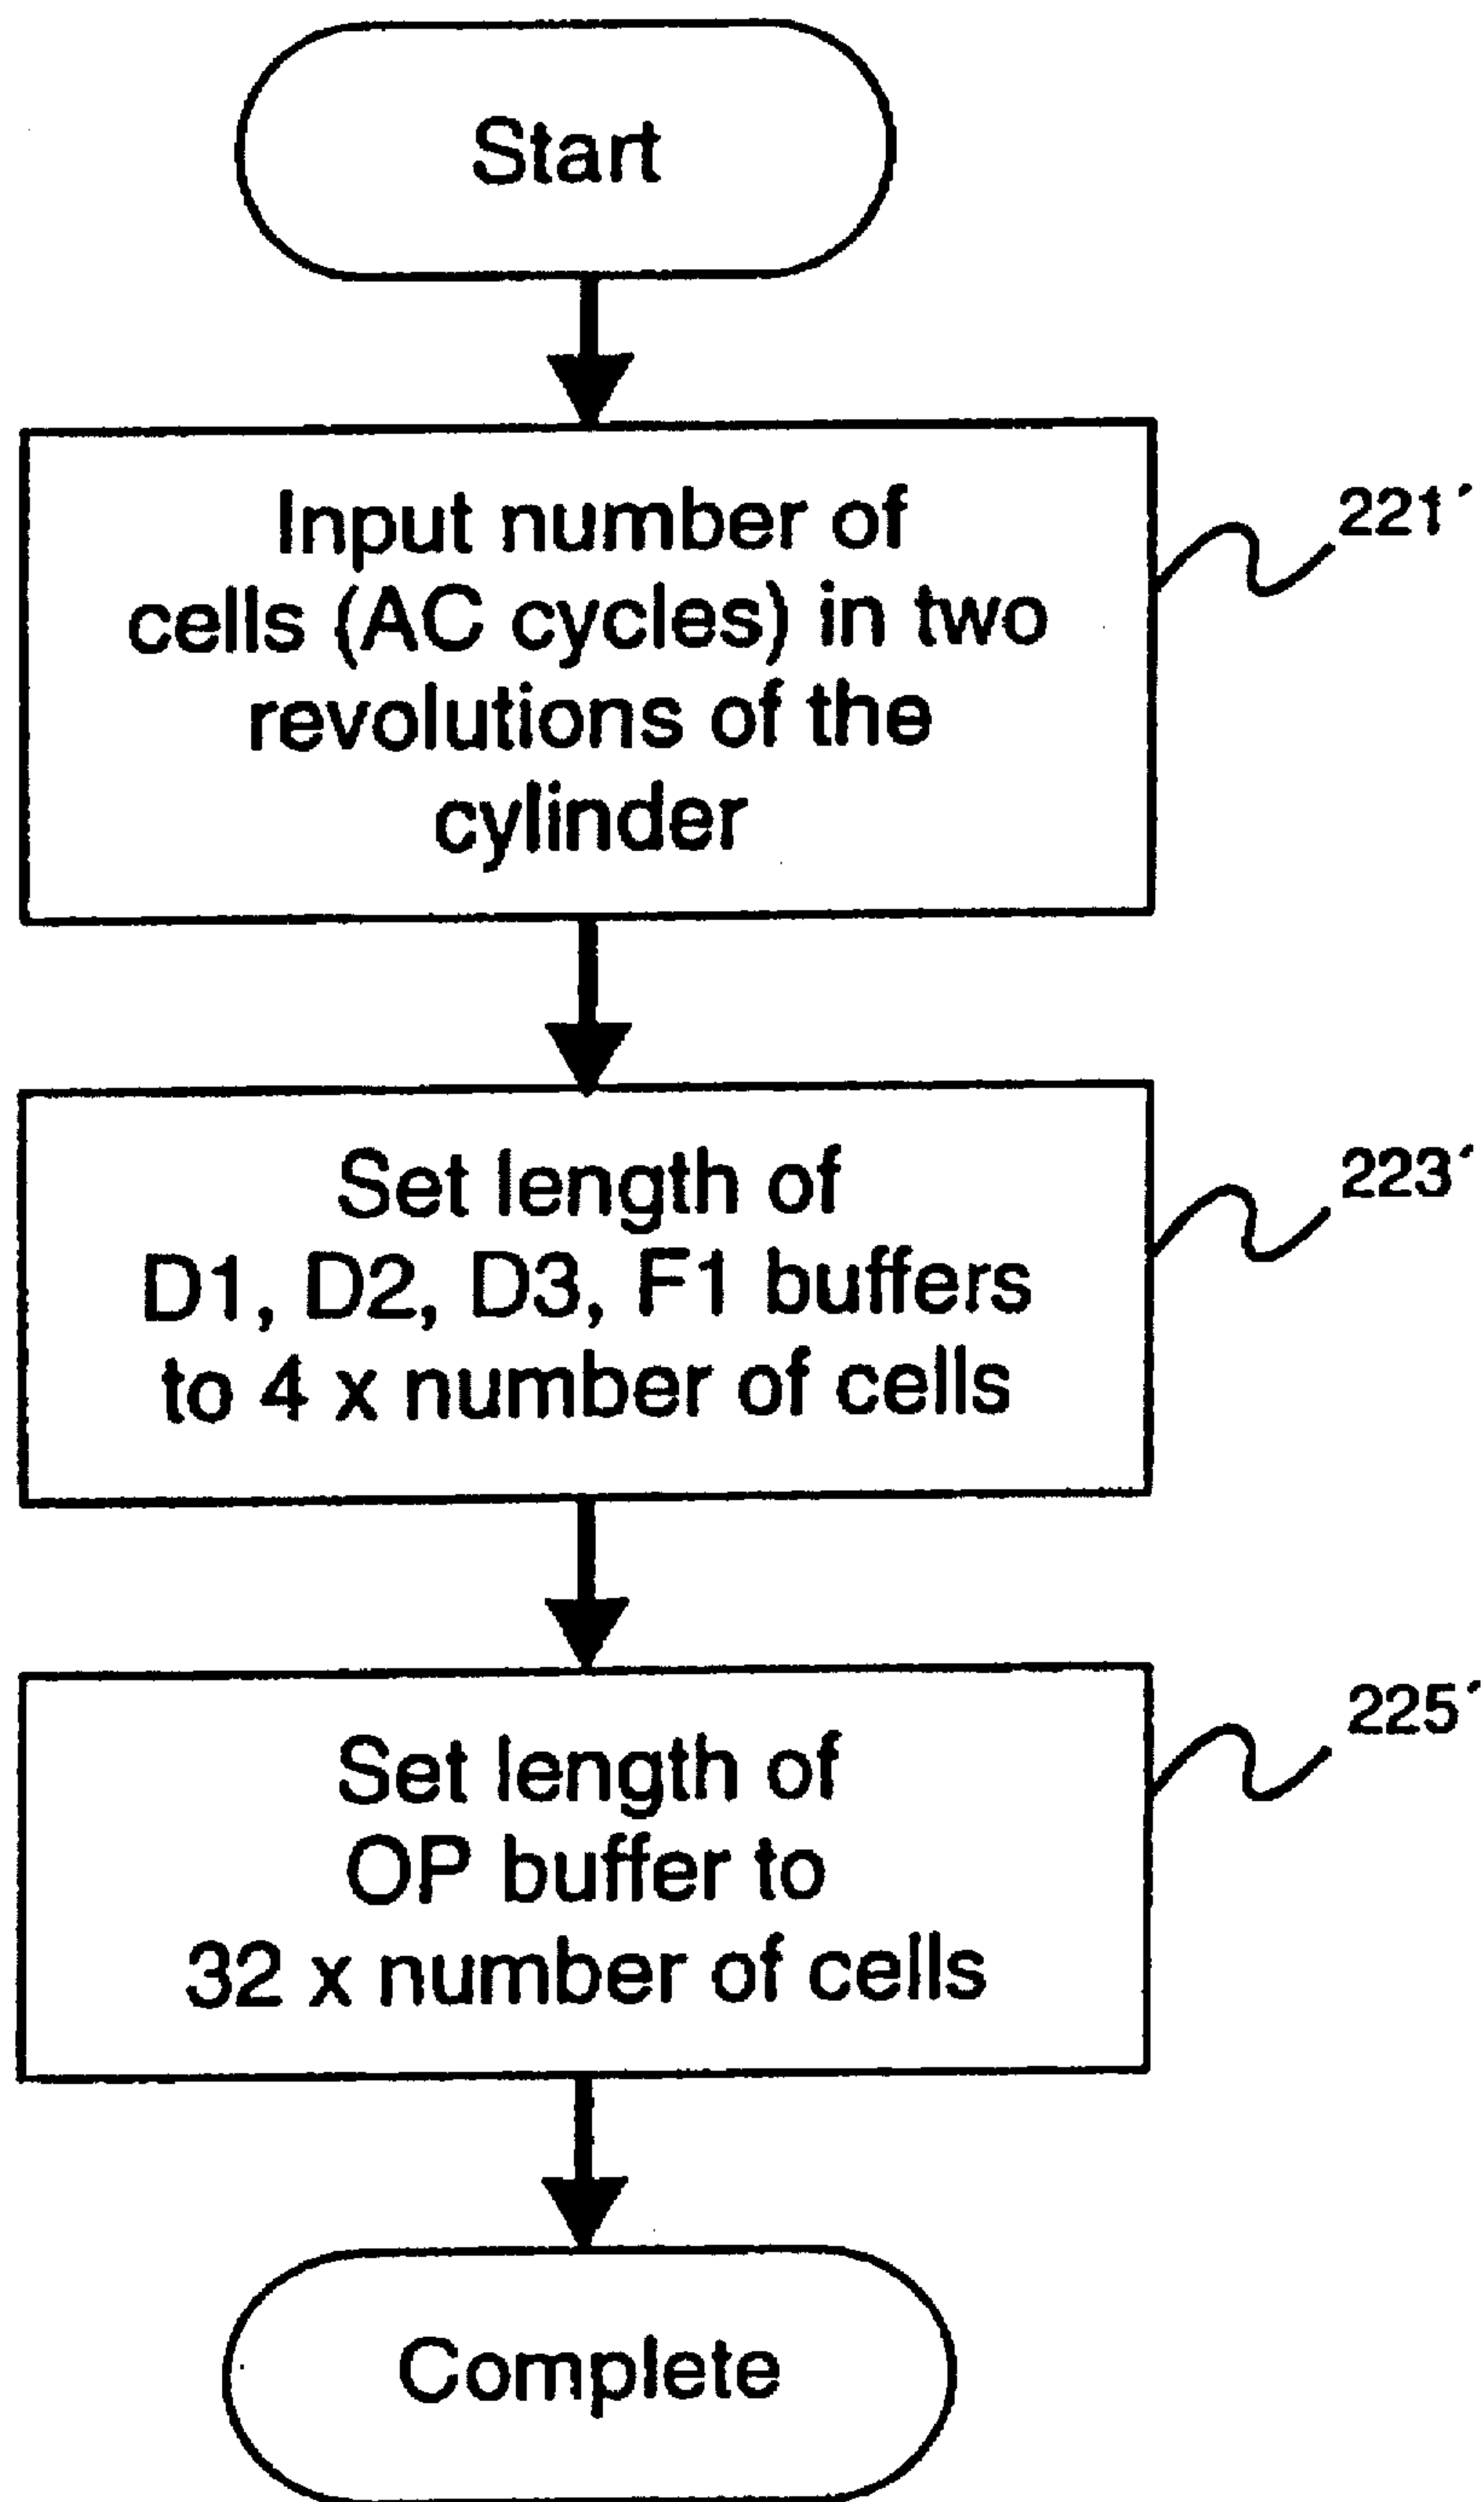 Start
Input number of
cells (AC cycles) in two
revolutions of the
cylinder
221´
Set length of
D1, D2, D3, F1 buffers
to 4 x number of cells
223´
Set length of
OP buffer to
32 x number of cells
225´
Complete